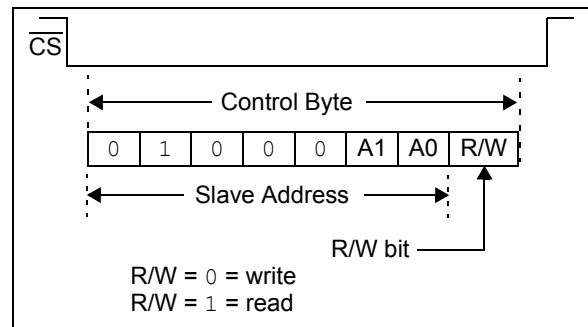 CS
Control Byte
0 1 0 0 0 A1 A0 R/W
Slave Address
R/W bit
R/W = 0 = write
R/W = 1 = read